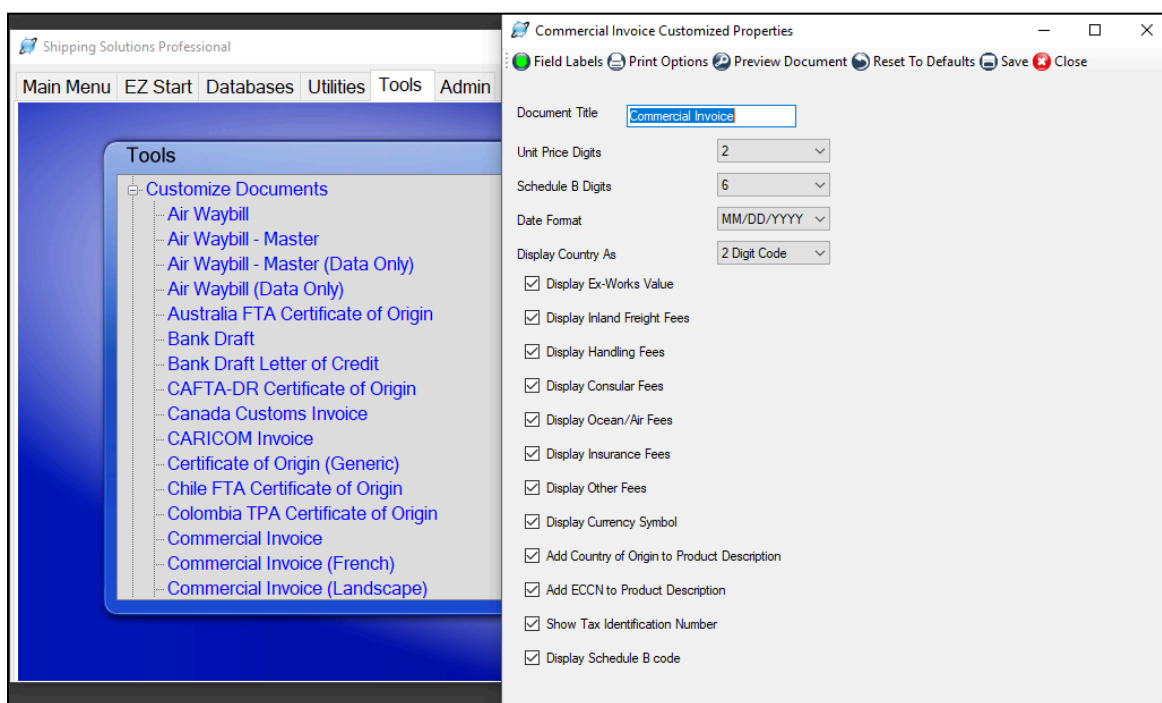 Shipping Solutions Professional
Main Menu EZ Start Databases Utilities Tools Admin
Tools
Customize Documents
Air Waybill
Air Waybill - Master
Air Waybill - Master (Data Only)
Air Waybill (Data Only)
Australia FTA Certificate of Origin
Bank Draft
Bank Draft Letter of Credit
CAFTA-DR Certificate of Origin
Canada Customs Invoice
CARICOM Invoice
Certificate of Origin (Generic)
Chile FTA Certificate of Origin
Colombia TPA Certificate of Origin
Commercial Invoice
Commercial Invoice (French)
Commercial Invoice (Landscape)
Commercial Invoice Customized Properties
Field Labels Print Options Preview Document Reset To Defaults Save Close
Document Title Commercial Invoice
Unit Price Digits 2
Schedule B Digits 6
Date Format MM/DD/YYYY
Display Country As 2 Digit Code
Display Ex-Works Value
Display Inland Freight Fees
Display Handling Fees
Display Consular Fees
Display Ocean/Air Fees
Display Insurance Fees
Display Other Fees
Display Currency Symbol
Add Country of Origin to Product Description
Add ECCN to Product Description
Show Tax Identification Number
Display Schedule B code